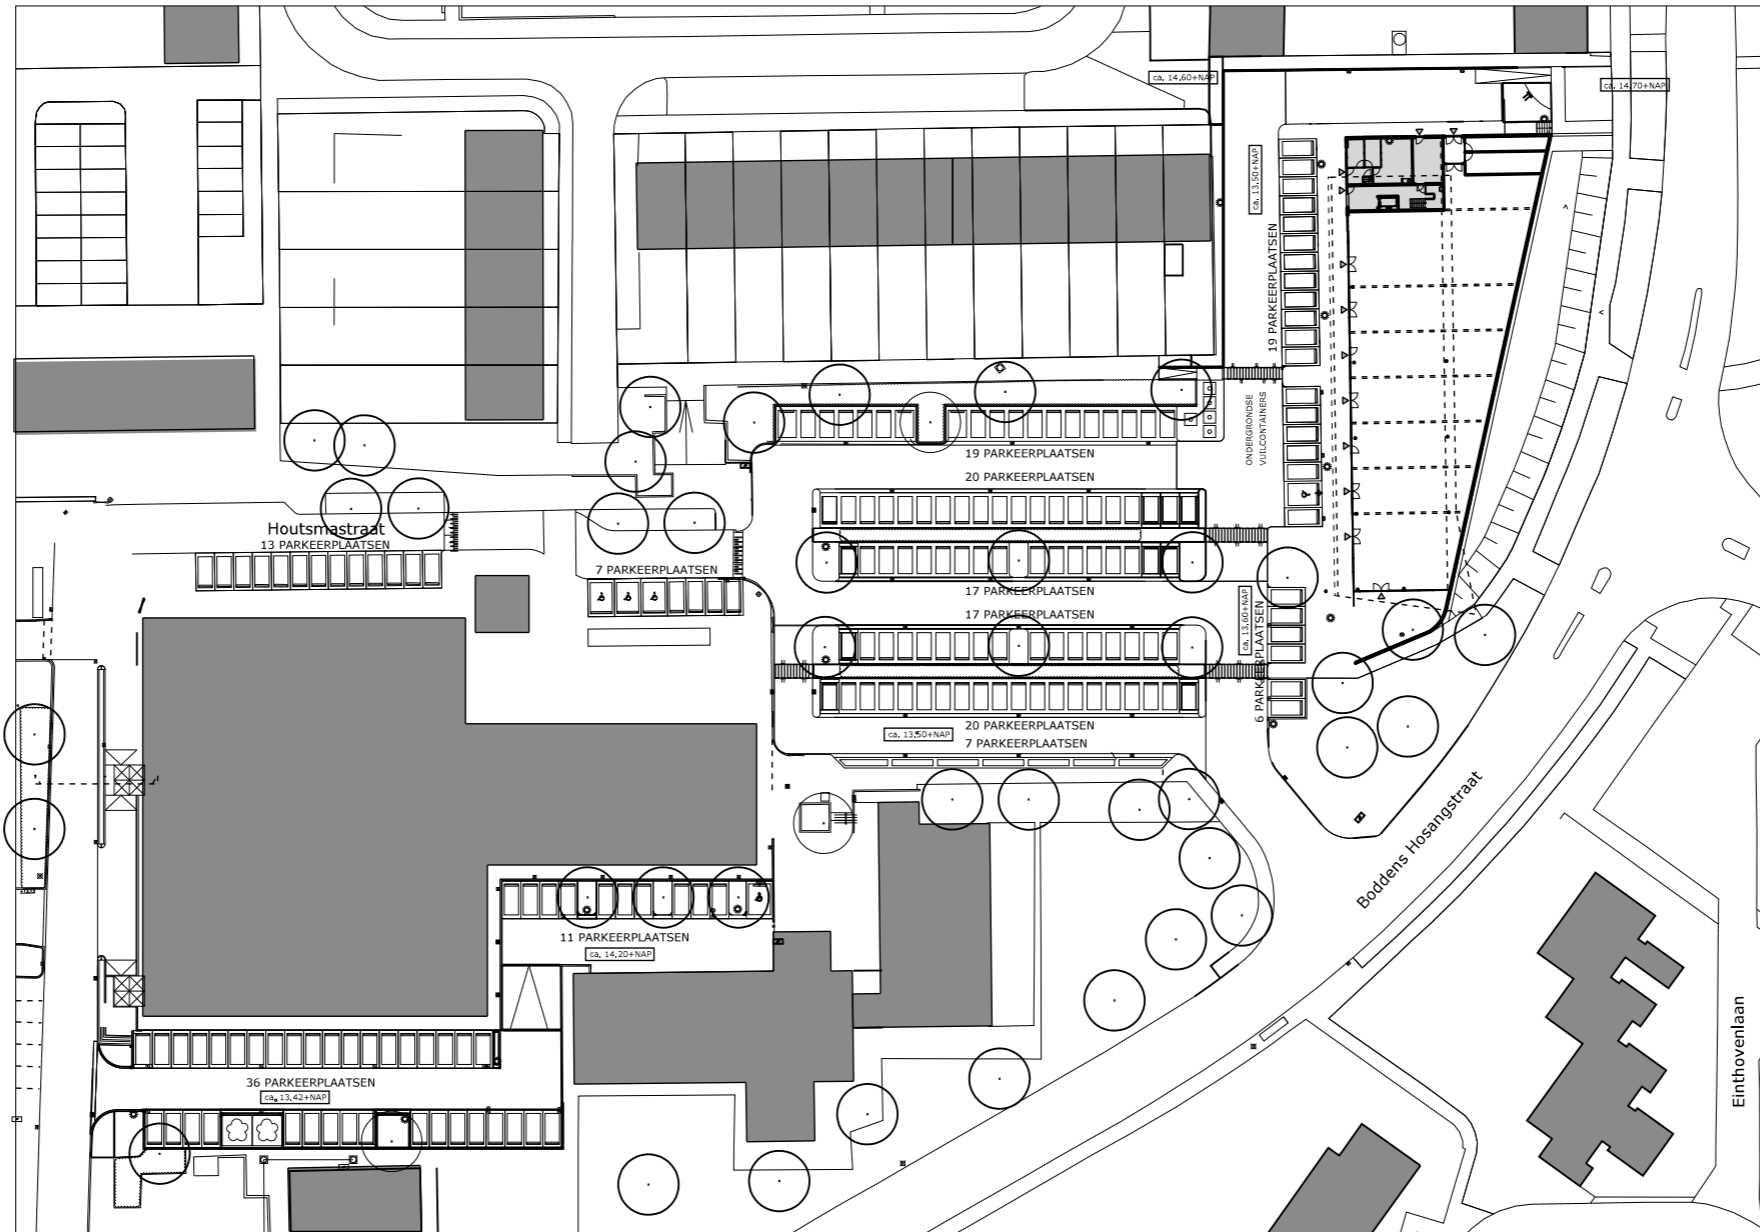 ca. 14.60+NAP
ca. 14.70+NAP
ca. 13.50+NAP
19 PARKEERPLAATSEN
ONDERGRONDSE
VUILCONTAINERS
19 PARKEERPLAATSEN
20 PARKEERPLAATSEN
Houtsmastraat
13 PARKEERPLAATSEN
7 PARKEERPLAATSEN
17 PARKEERPLAATSEN
17 PARKEERPLAATSEN
ca. 13.60+NAP
6 PARKEERPLAATSEN
20 PARKEERPLAATSEN
ca. 13.50+NAP
7 PARKEERPLAATSEN
Boddens Hosangstraat
11 PARKEERPLAATSEN
ca. 14.20+NAP
Einthovenlaan
36 PARKEERPLAATSEN
ca. 13.42+NAP